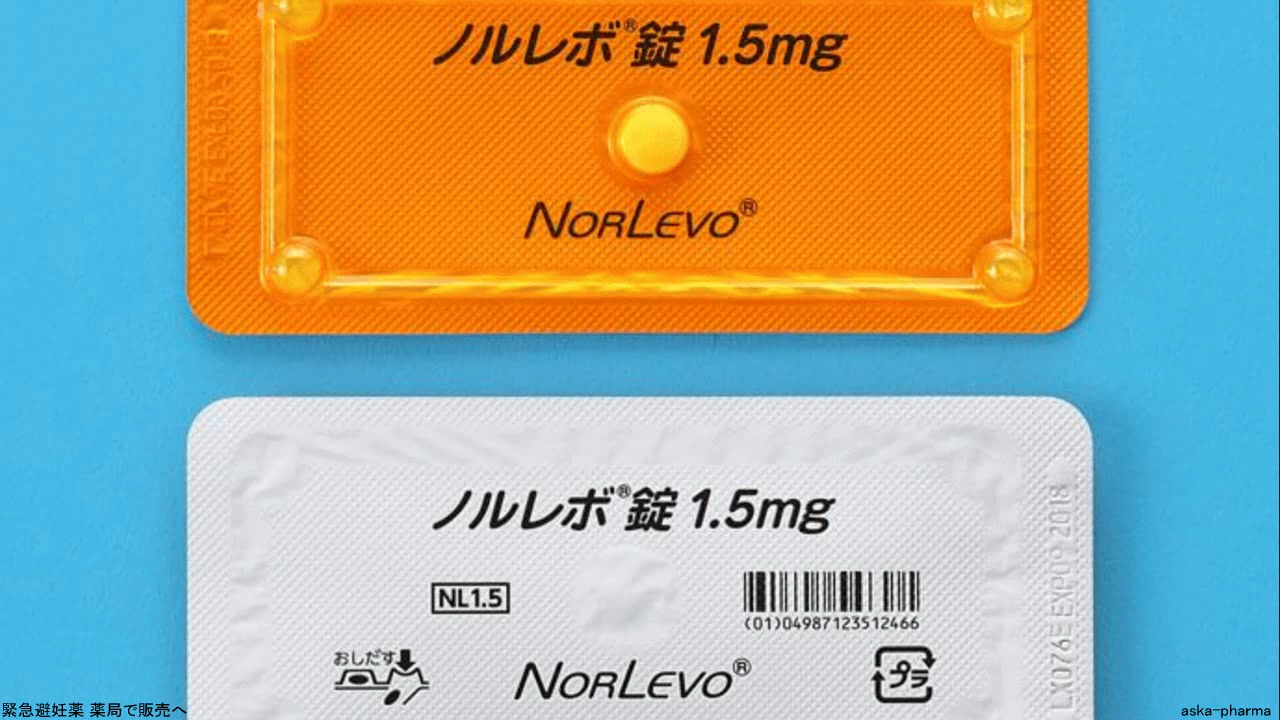 ノルレボ®錠 1.5mg
NORLEVO®
ノルレボ®錠 1.5mg
NL1.5
(01)04987123512466
おしだす
NORLEVO®
プラ
LX076E EXPOP 2018
緊急避妊薬 薬局で販売へ
aska-pharma